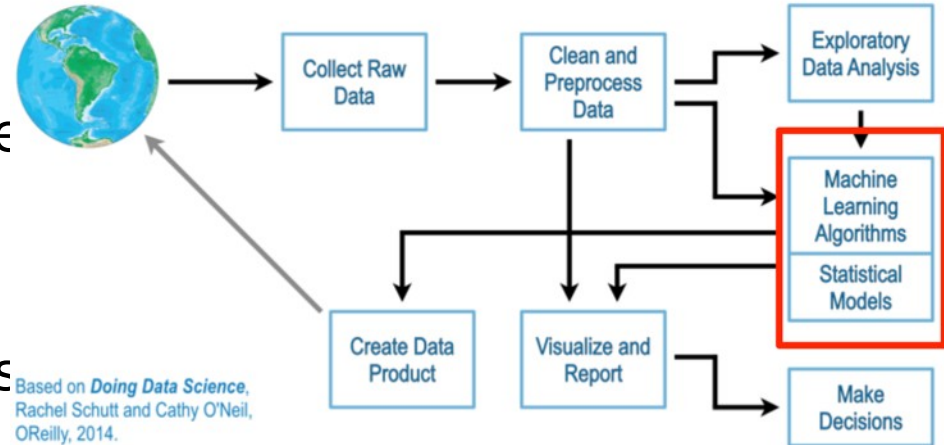 Collect Raw
Data
Clean and
Preprocess
Data
Exploratory
Data Analysis
Machine
Learning
Algorithms
Statistical
Models
Create Data
Product
Visualize and
Report
Make
Decisions
Based on Doing Data Science,
Rachel Schutt and Cathy O'Neil,
OReilly, 2014.